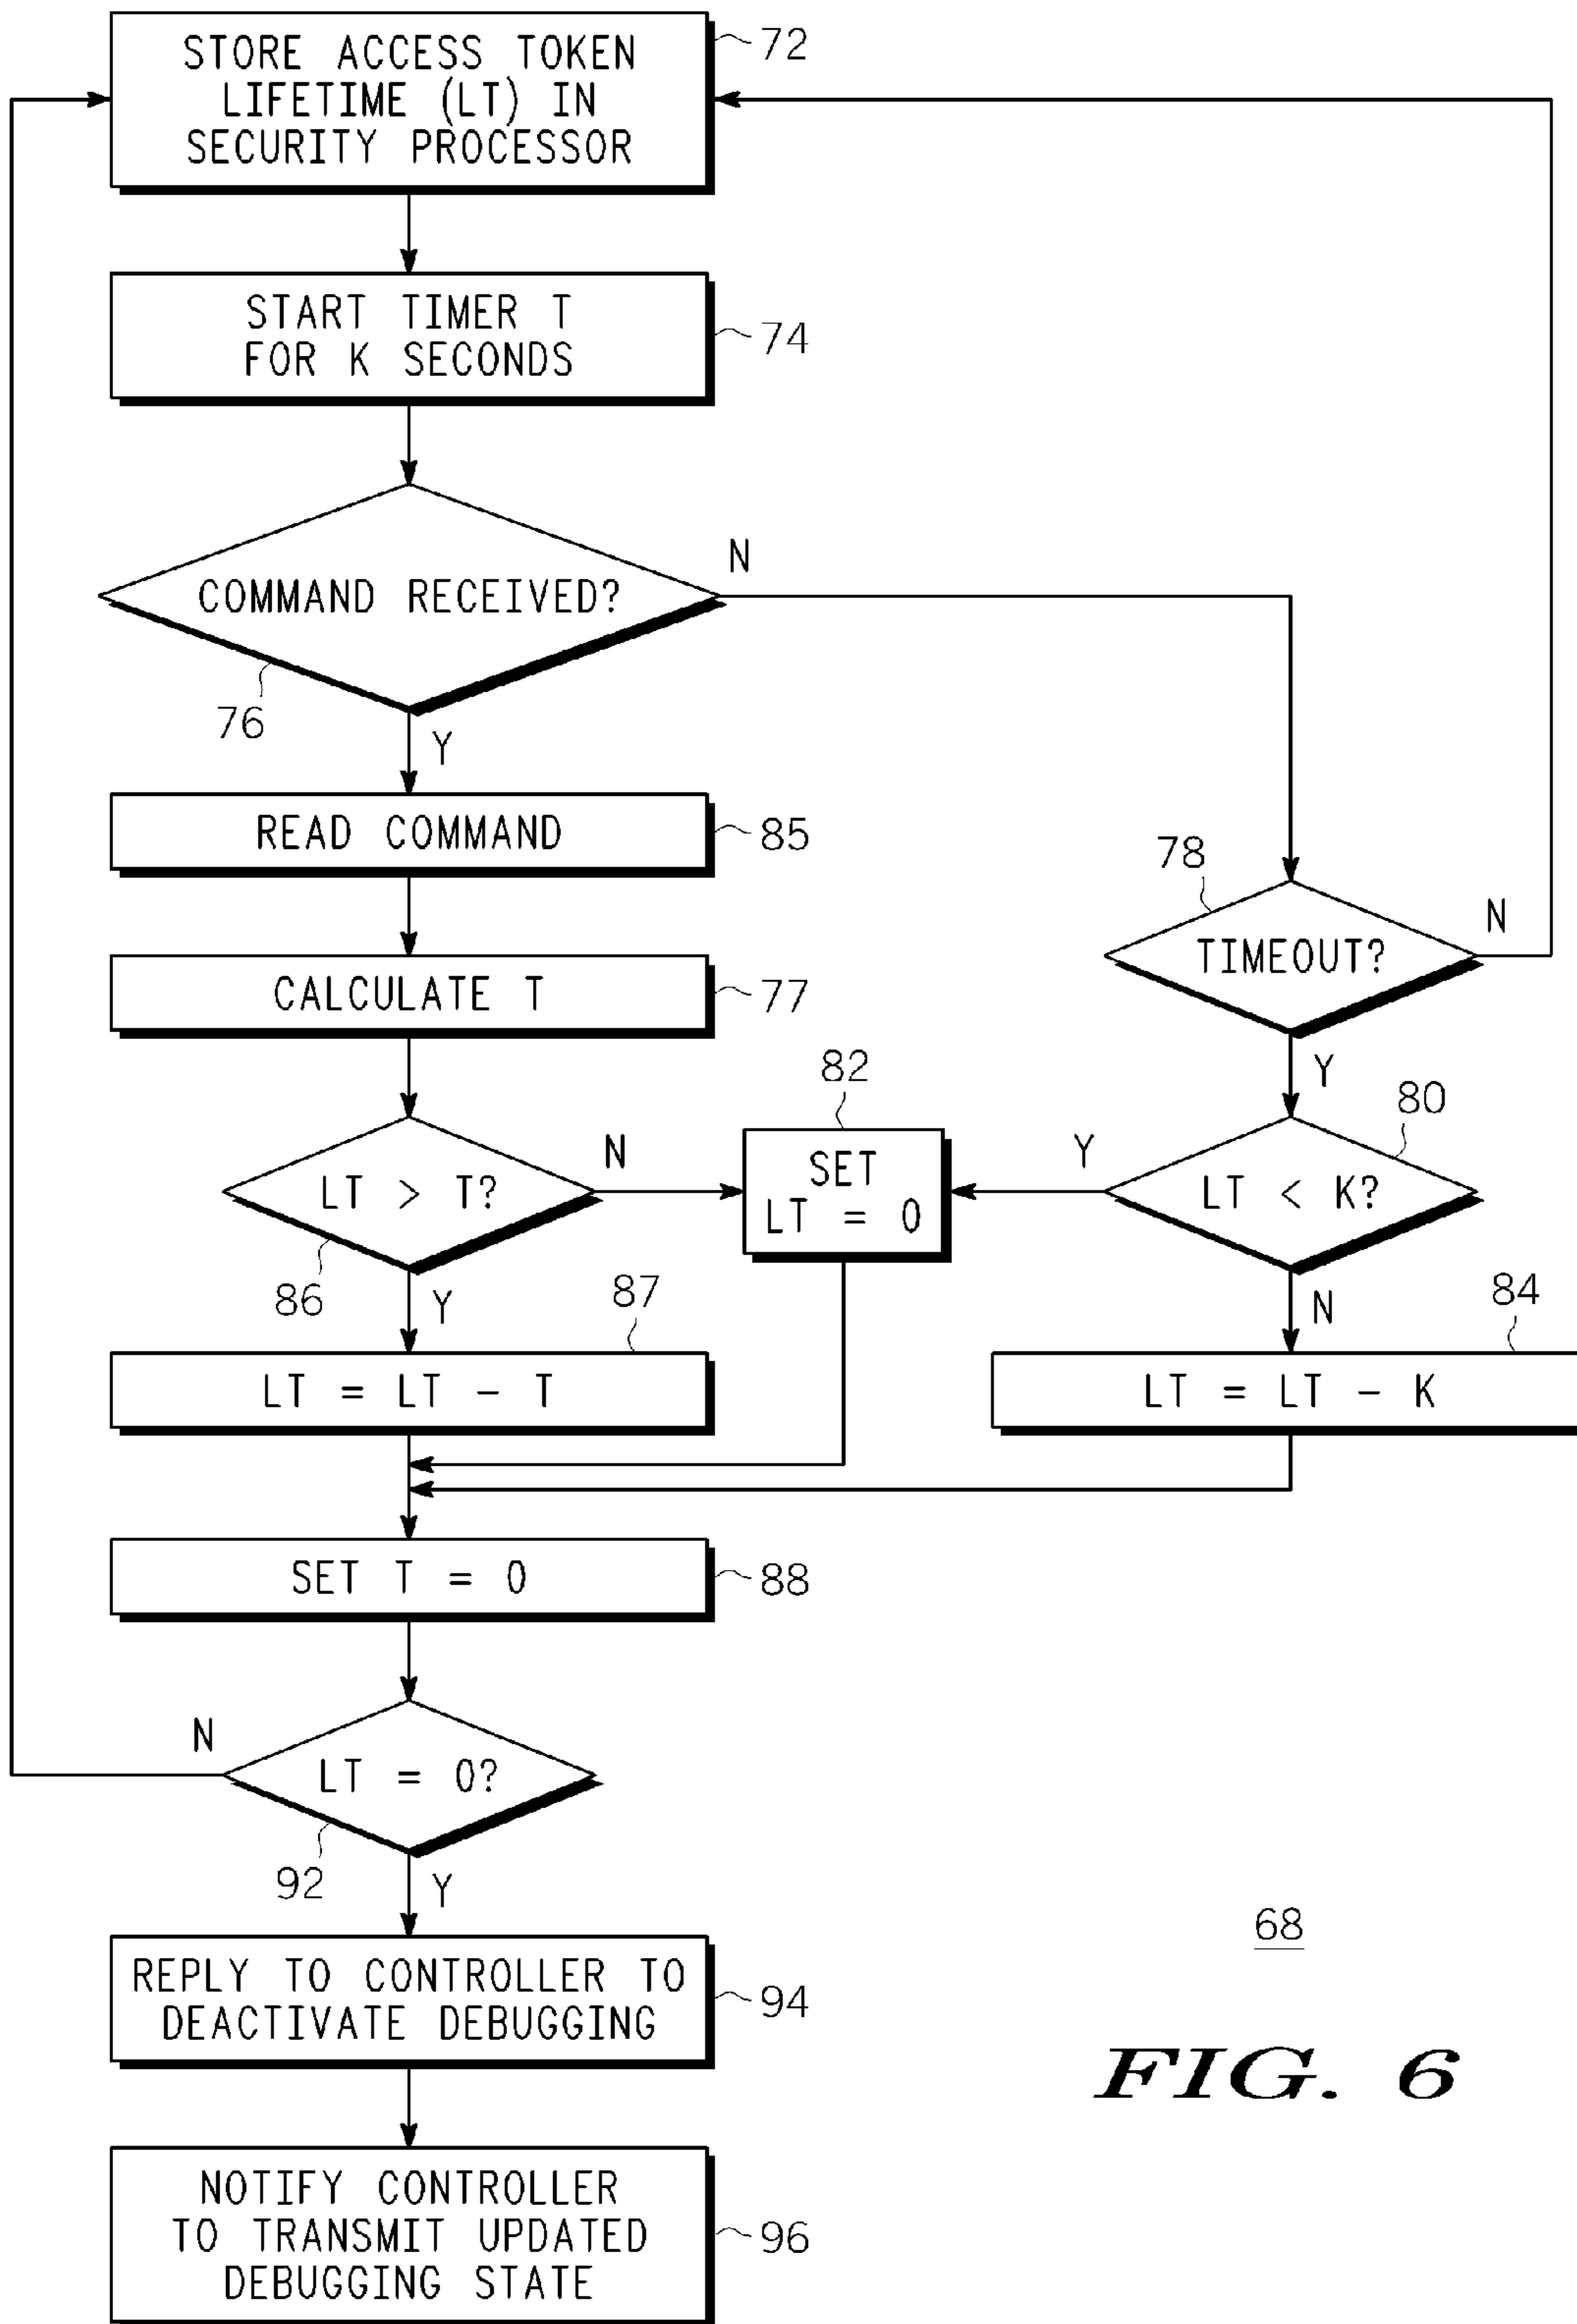 STORE ACCESS TOKEN
LIFETIME (LT) IN
SECURITY PROCESSOR
72
START TIMER T
FOR K SECONDS
74
COMMAND RECEIVED?
N
76
Y
READ COMMAND
85
78
TIMEOUT?
N
Y
CALCULATE T
77
82
SET
LT = 0
80
LT < K?
Y
N
LT > T?
N
86
Y
87
LT = LT - T
84
LT = LT - K
SET T = 0
88
LT = 0?
N
92
Y
REPLY TO CONTROLLER TO
DEACTIVATE DEBUGGING
94
NOTIFY CONTROLLER
TO TRANSMIT UPDATED
DEBUGGING STATE
96
68
FIG. 6